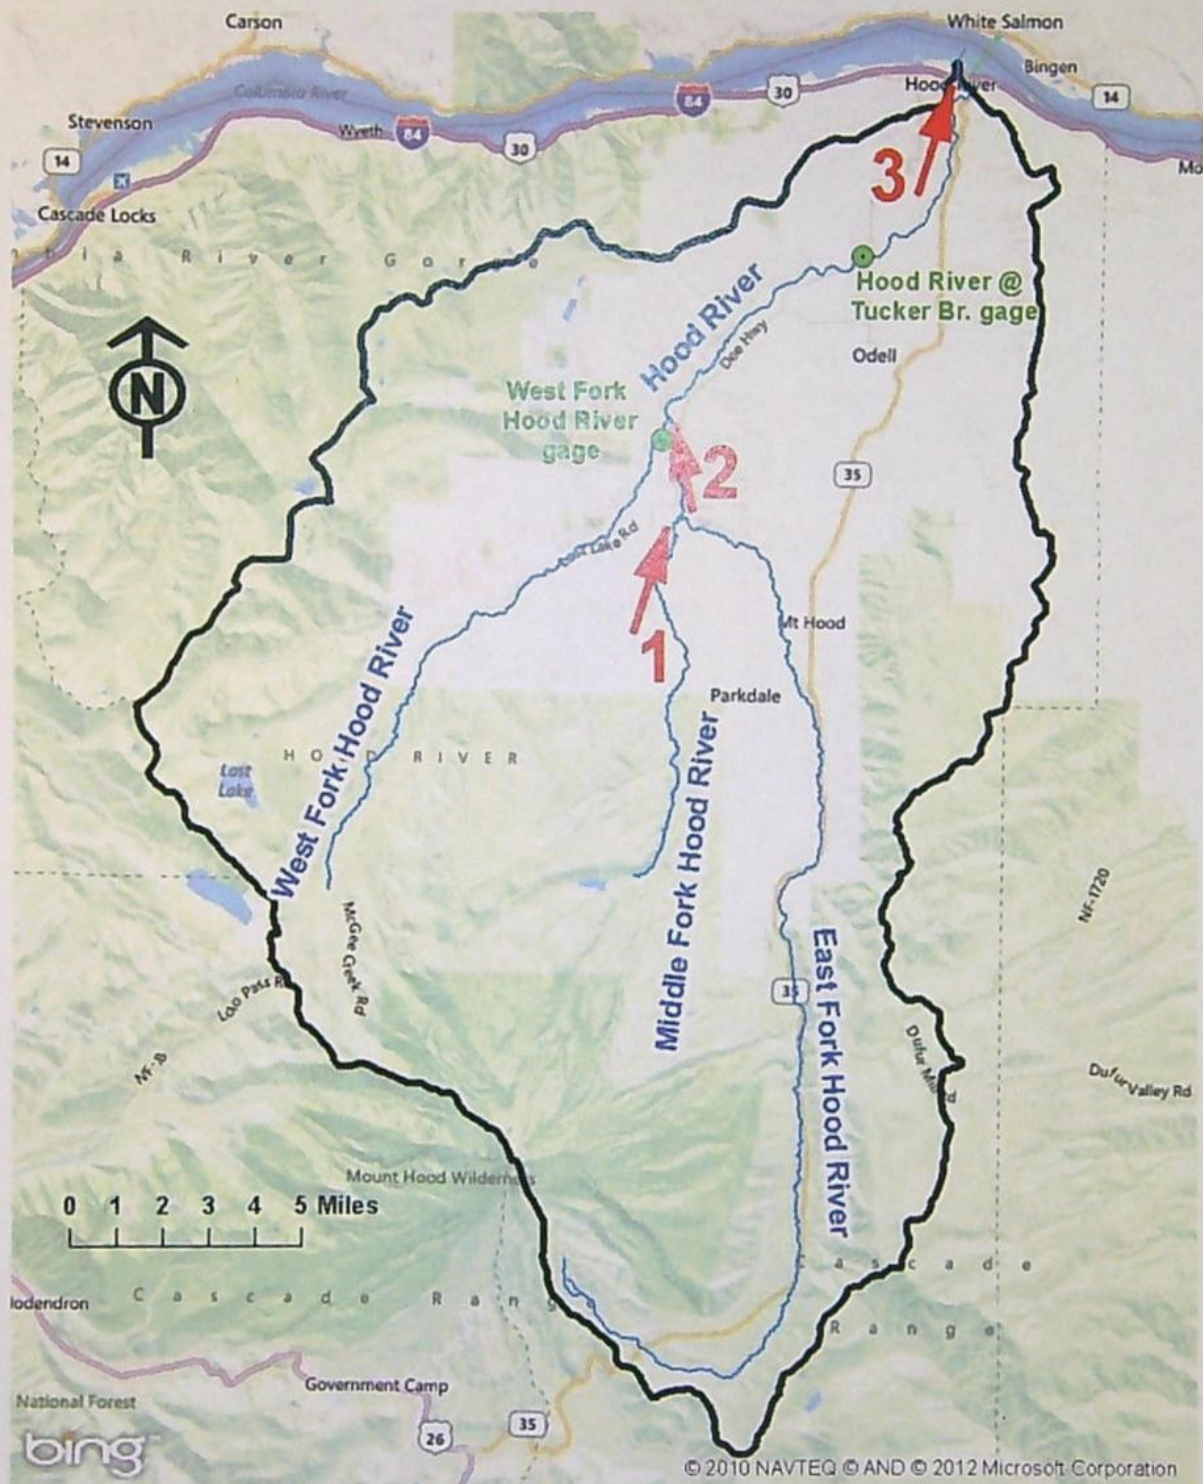 Carson
White Salmon
Columbia River
84
30
Hood River
Bingen
14
Stevenson
Wyeth
84
30
14
3
Mo
Cascade Locks
bia River Gorge
Hood River @
Tucker Br. gage
Hood River
Dee Hwy
Odell
N
West Fork
Hood River
gage
2
35
Lost Lake Rd
1
Mt Hood
West Fork Hood River
Parkdale
HOOD RIVER
Lost
Lake
Middle Fork Hood River
McGee Creek Rd
NF-1720
East Fork Hood River
35
Lolo Pass R
NF-18
Dufur Mill Rd
Dufur Valley Rd
Mount Hood Wilderness
0 1 2 3 4 5 Miles
Cascade
lodendron
Cascade Range
Range
Government Camp
National Forest
35
26
bing
© 2010 NAVTEQ © AND © 2012 Microsoft Corporation